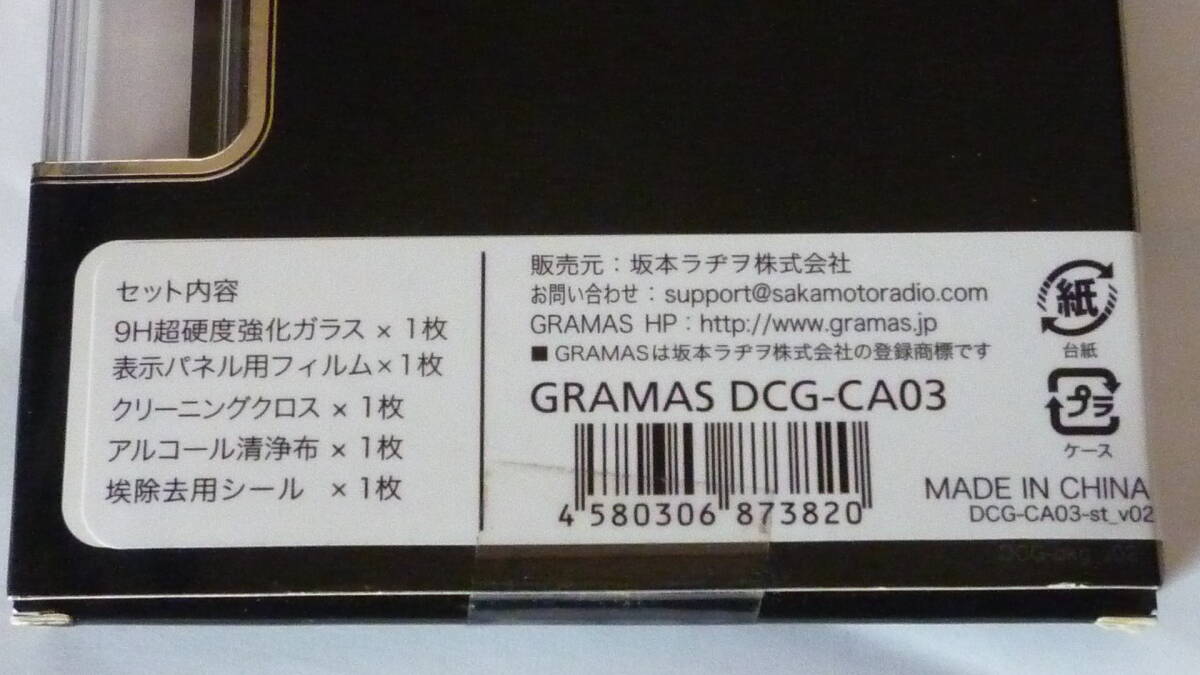 セット内容
9H超硬度強化ガラス × 1枚
表示パネル用フィルム×1枚
クリーニングクロス × 1枚
アルコール清浄布 × 1枚
埃除去用シール × 1枚
販売元：坂本ラヂヲ株式会社
お問い合わせ：support@sakamotoradio.com
GRAMAS HP：http://www.gramas.jp
■ GRAMASは坂本ラヂヲ株式会社の登録商標です
GRAMAS DCG-CA03
4 580306 873820
紙
台紙
プラ
ケース
MADE IN CHINA
DCG-CA03-st_v02